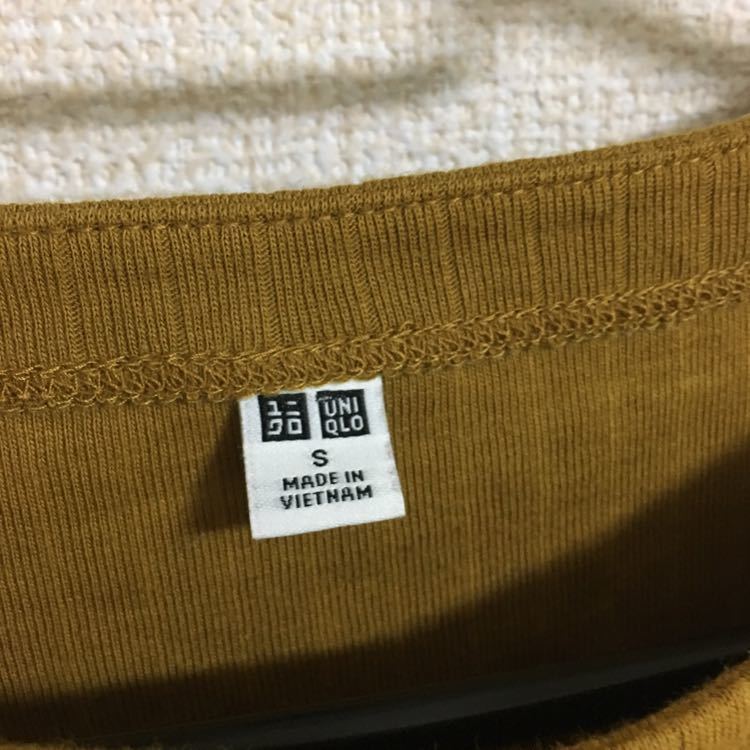 ユニ UNI
クロ QLO
S
MADE IN
VIETNAM